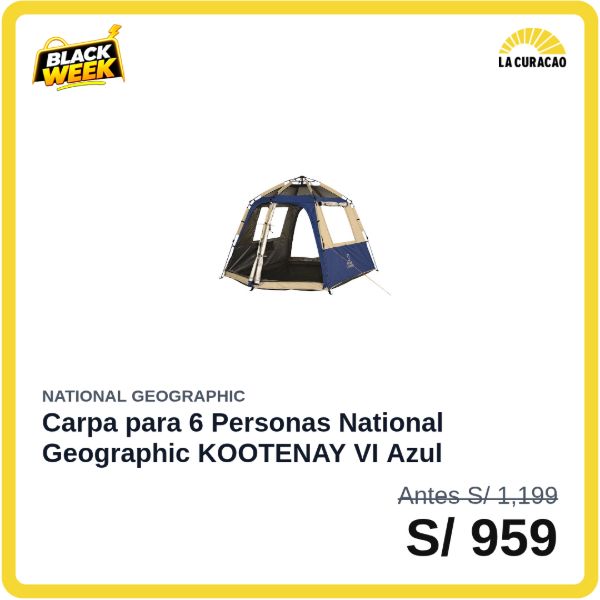 BLACK
WEEK
LA CURACAO
NATIONAL GEOGRAPHIC
Carpa para 6 Personas National
Geographic KOOTENAY VI Azul
Antes S/ 1,199
S/ 959